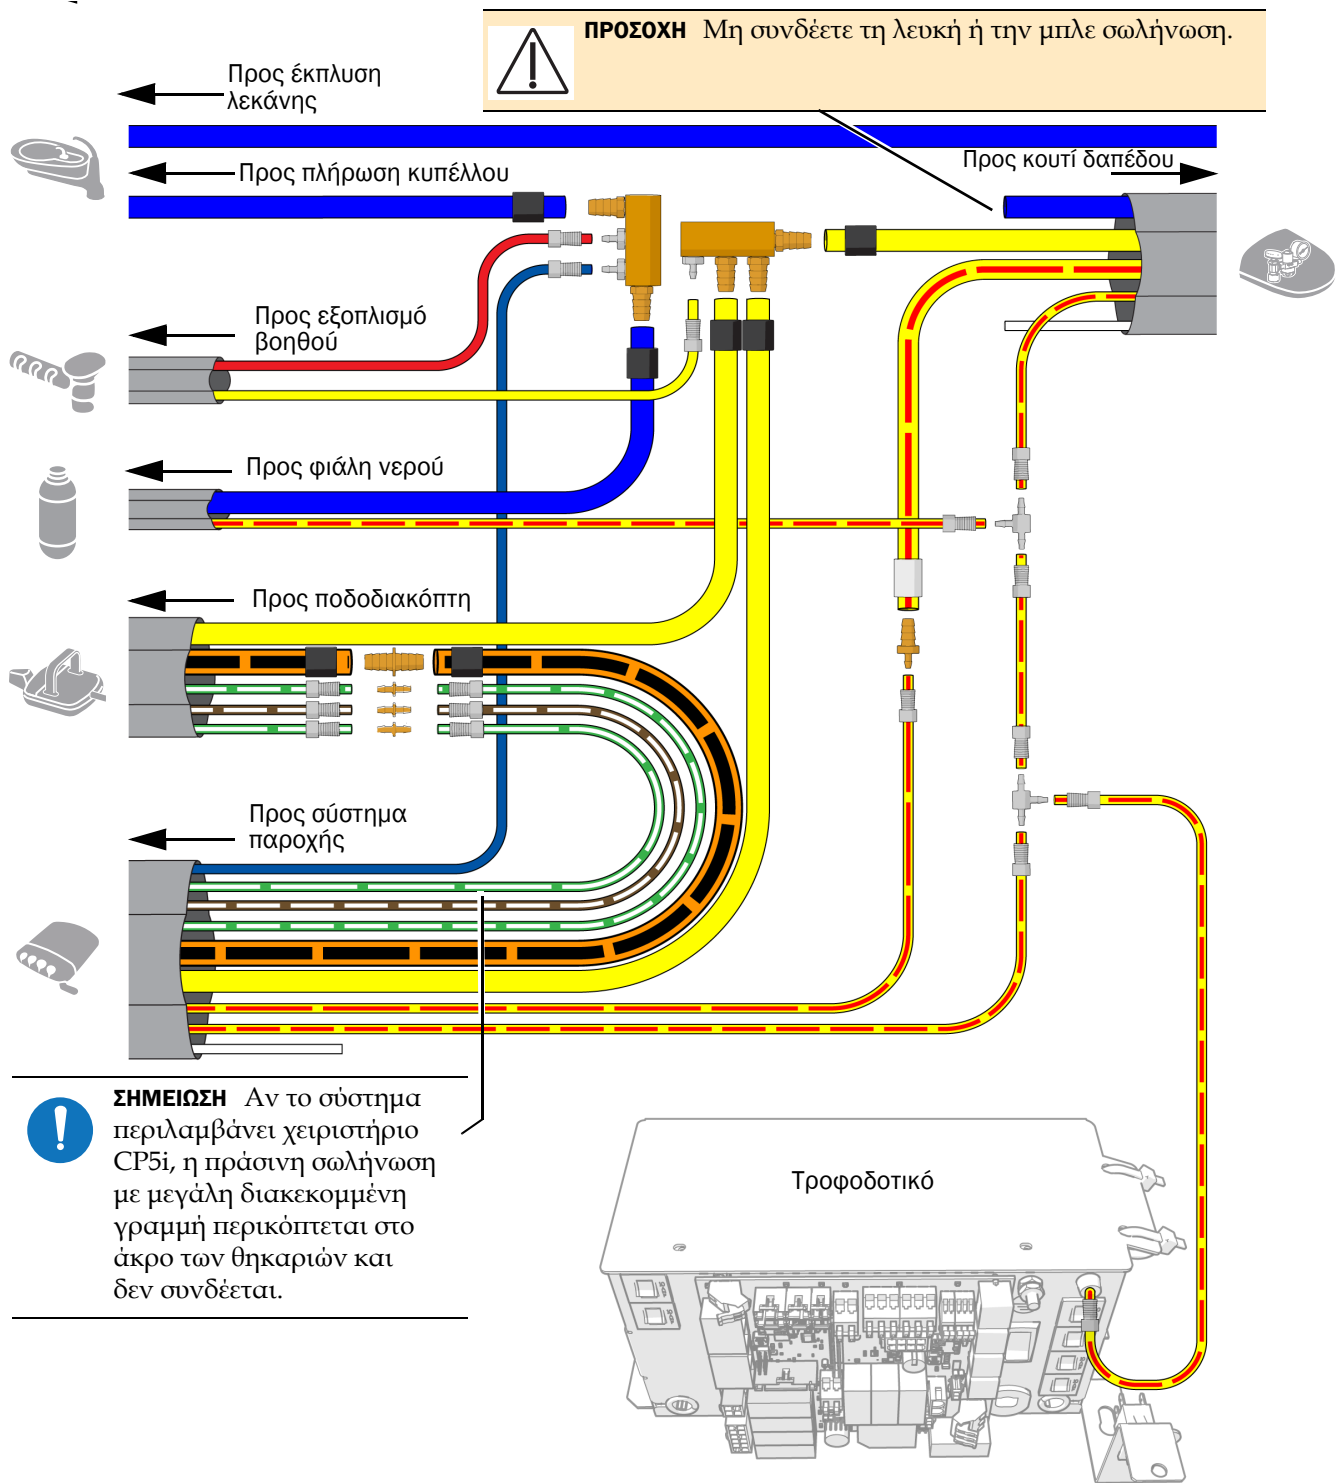 ΠΡΟΣΟΧΗ Μη συνδέετε τη λευκή ή την μπλε σωλήνωση.
Προς έκπλυση
λεκάνης
Προς κουτί δαπέδου
Προς πλήρωση κυπέλλου
Προς εξοπλισμό
βοηθού
Προς φιάλη νερού
Προς ποδοδιακόπτη
Προς σύστημα
παροχής
ΣΗΜΕΙΩΣΗ Αν το σύστημα
περιλαμβάνει χειριστήριο
CP5i, η πράσινη σωλήνωση
με μεγάλη διακεκομμένη
γραμμή περικόπτεται στο
άκρο των θηκαριών και
δεν συνδέεται.
Τροφοδοτικό